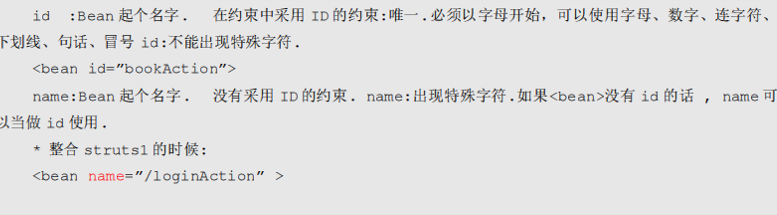 id :Bean 起个名字. 在约束中采用 ID 的约束:唯一.必须以字母开始，可以使用字母、数字、连字符、
下划线、句话、冒号 id:不能出现特殊字符.
<bean id=”bookAction”>
name:Bean 起个名字. 没有采用 ID 的约束. name:出现特殊字符.如果<bean>没有 id 的话 , name 可
以当做 id 使用.
* 整合 struts1 的时候:
<bean name=”/loginAction” >